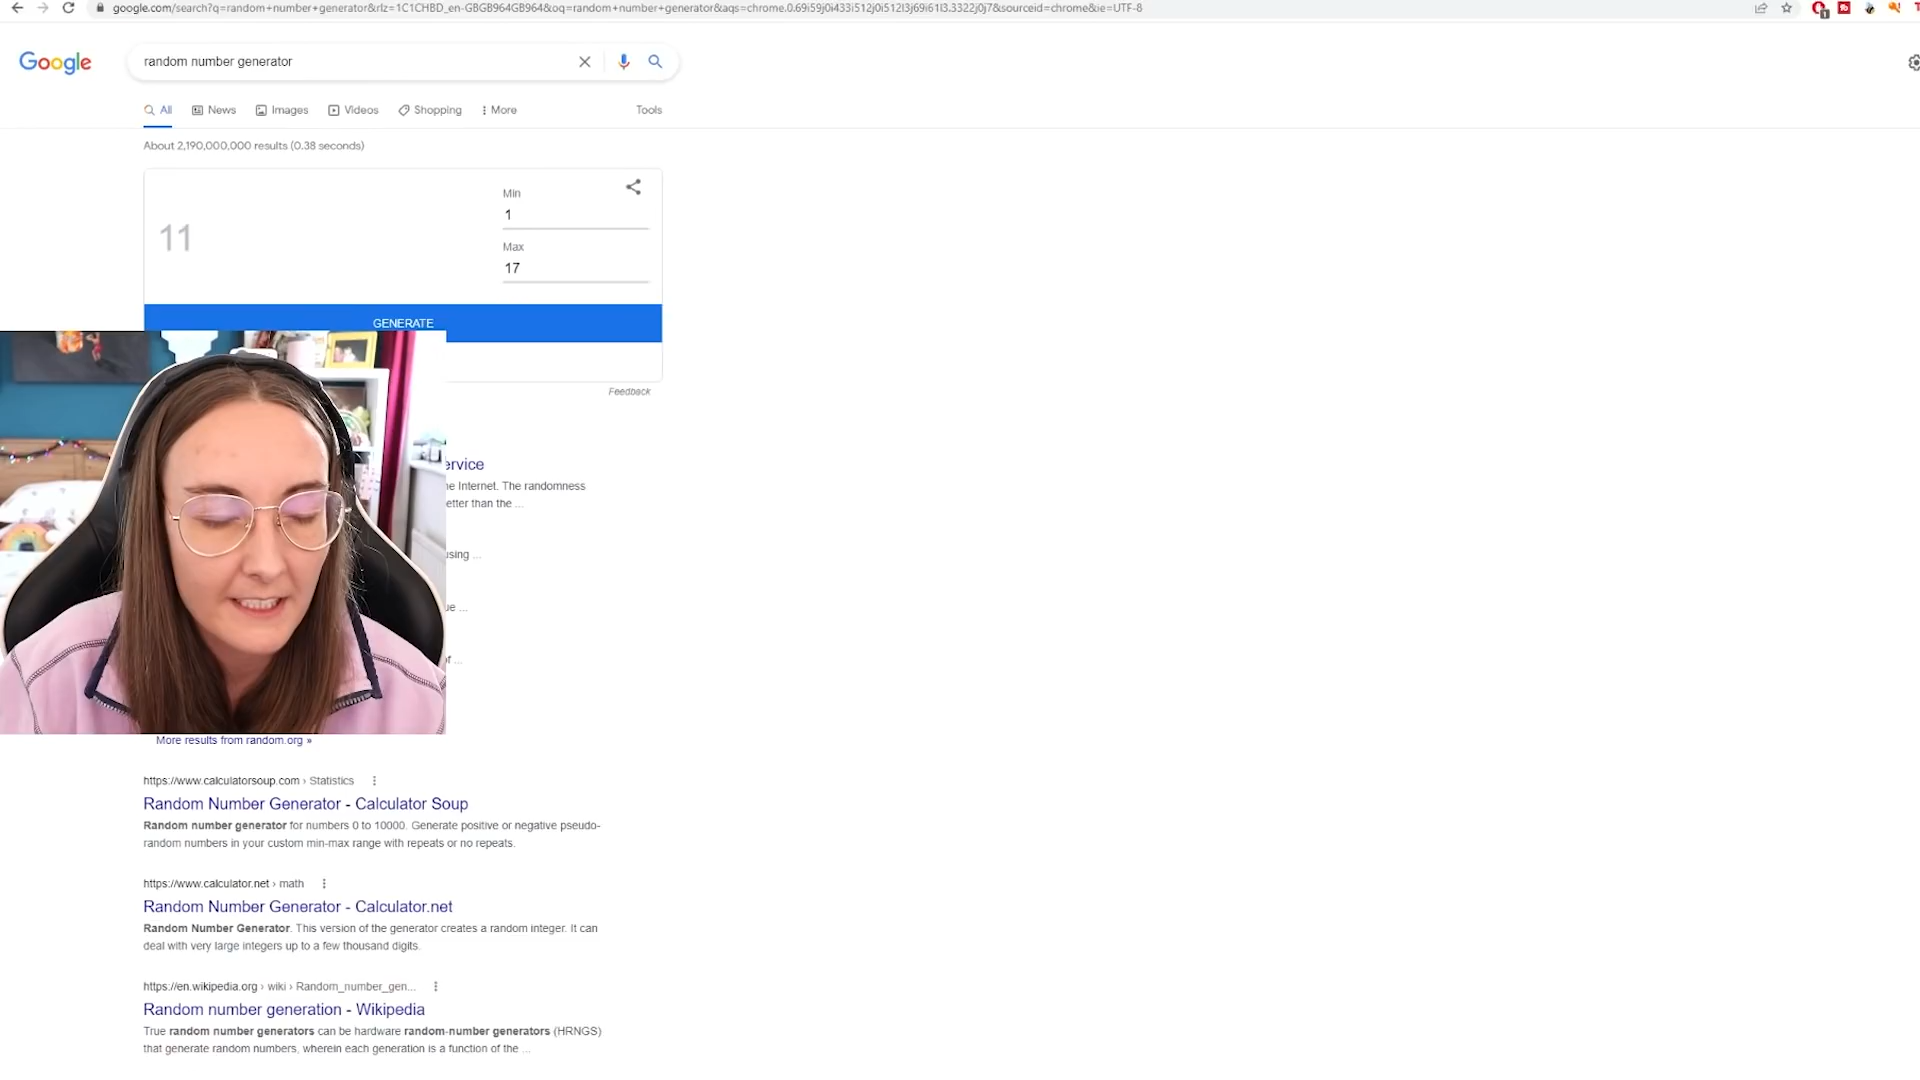 google.com/search?q=random+number+generator&rlz=1C1CHBD_en-GBGB964GB964&oq=random+number+generator&aqs=chrome.0.69i59j0i433i512j0i512l3j69i61l3.3322j0j7&sourceid=chrome&ie=UTF-8
Google
random number generator
All
News
Images
Videos
Shopping
More
Tools
About 2,190,000,000 results (0.38 seconds)
Min
1
11
Max
17
GENERATE
Feedback
ervice
he Internet. The randomness
etter than the ...
using ...
ue ...
of ...
More results from random.org »
https://www.calculatorsoup.com › Statistics
Random Number Generator - Calculator Soup
Random number generator for numbers 0 to 10000. Generate positive or negative pseudo-
random numbers in your custom min-max range with repeats or no repeats.
https://www.calculator.net › math
Random Number Generator - Calculator.net
Random Number Generator. This version of the generator creates a random integer. It can
deal with very large integers up to a few thousand digits.
https://en.wikipedia.org › wiki › Random_number_gen...
Random number generation - Wikipedia
True random number generators can be hardware random-number generators (HRNGS)
that generate random numbers, wherein each generation is a function of the ...